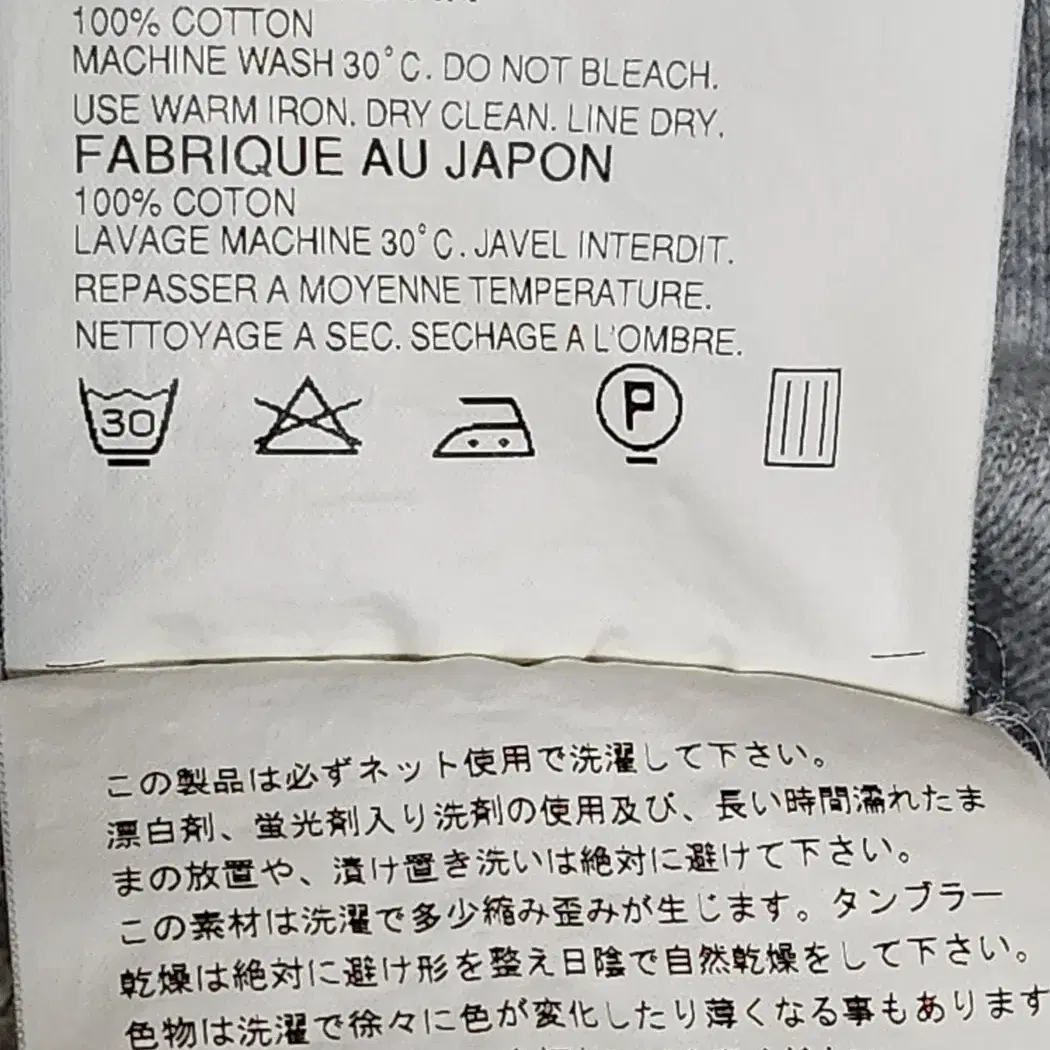 100% COTTON
MACHINE WASH 30°C. DO NOT BLEACH.
USE WARM IRON. DRY CLEAN. LINE DRY.
FABRIQUE AU JAPON
100% COTON
LAVAGE MACHINE 30°C. JAVEL INTERDIT.
REPASSER A MOYENNE TEMPERATURE.
NETTOYAGE A SEC. SECHAGE A L'OMBRE.
30 P
この製品は必ずネット使用で洗濯して下さい。
漂白剤、蛍光剤入り洗剤の使用及び、長い時間濡れたま
まの放置や、漬け置き洗いは絶対に避けて下さい。
この素材は洗濯で多少縮み歪みが生じます。タンブラー
乾燥は絶対に避け形を整え日陰で自然乾燥をして下さい。
色物は洗濯で徐々に色が変化したり薄くなる事もあります